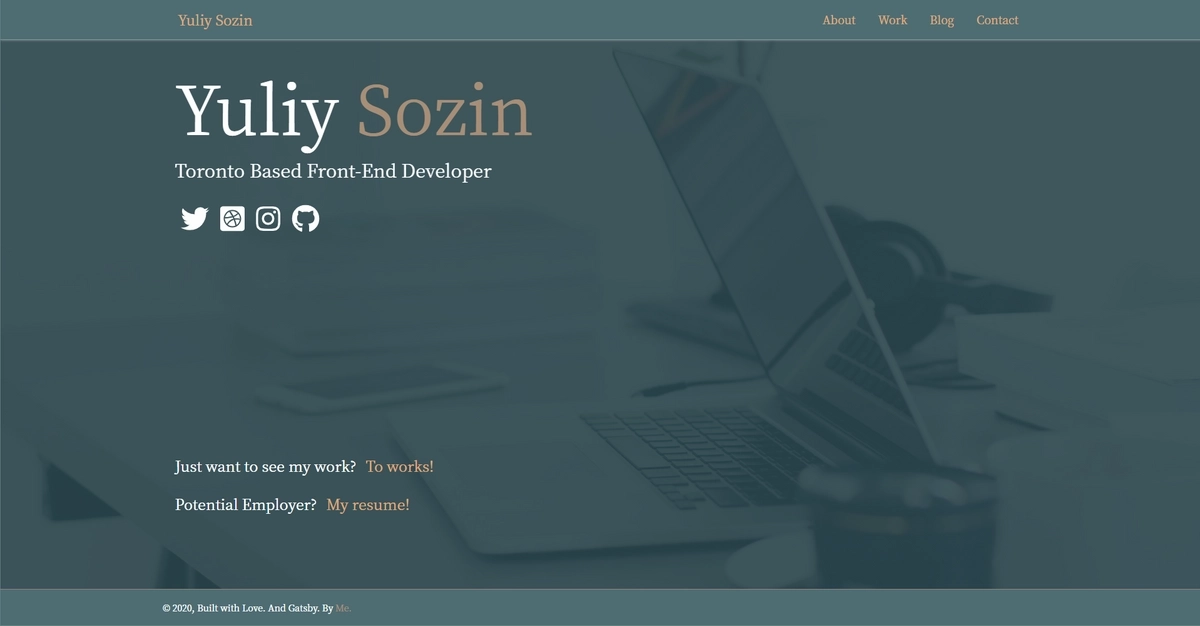 Yuliy Sozin
About Work Blog Contact
Yuliy Sozin
Toronto Based Front-End Developer
Just want to see my work? To works!
Potential Employer? My resume!
© 2020, Built with Love. And Gatsby. By Me.